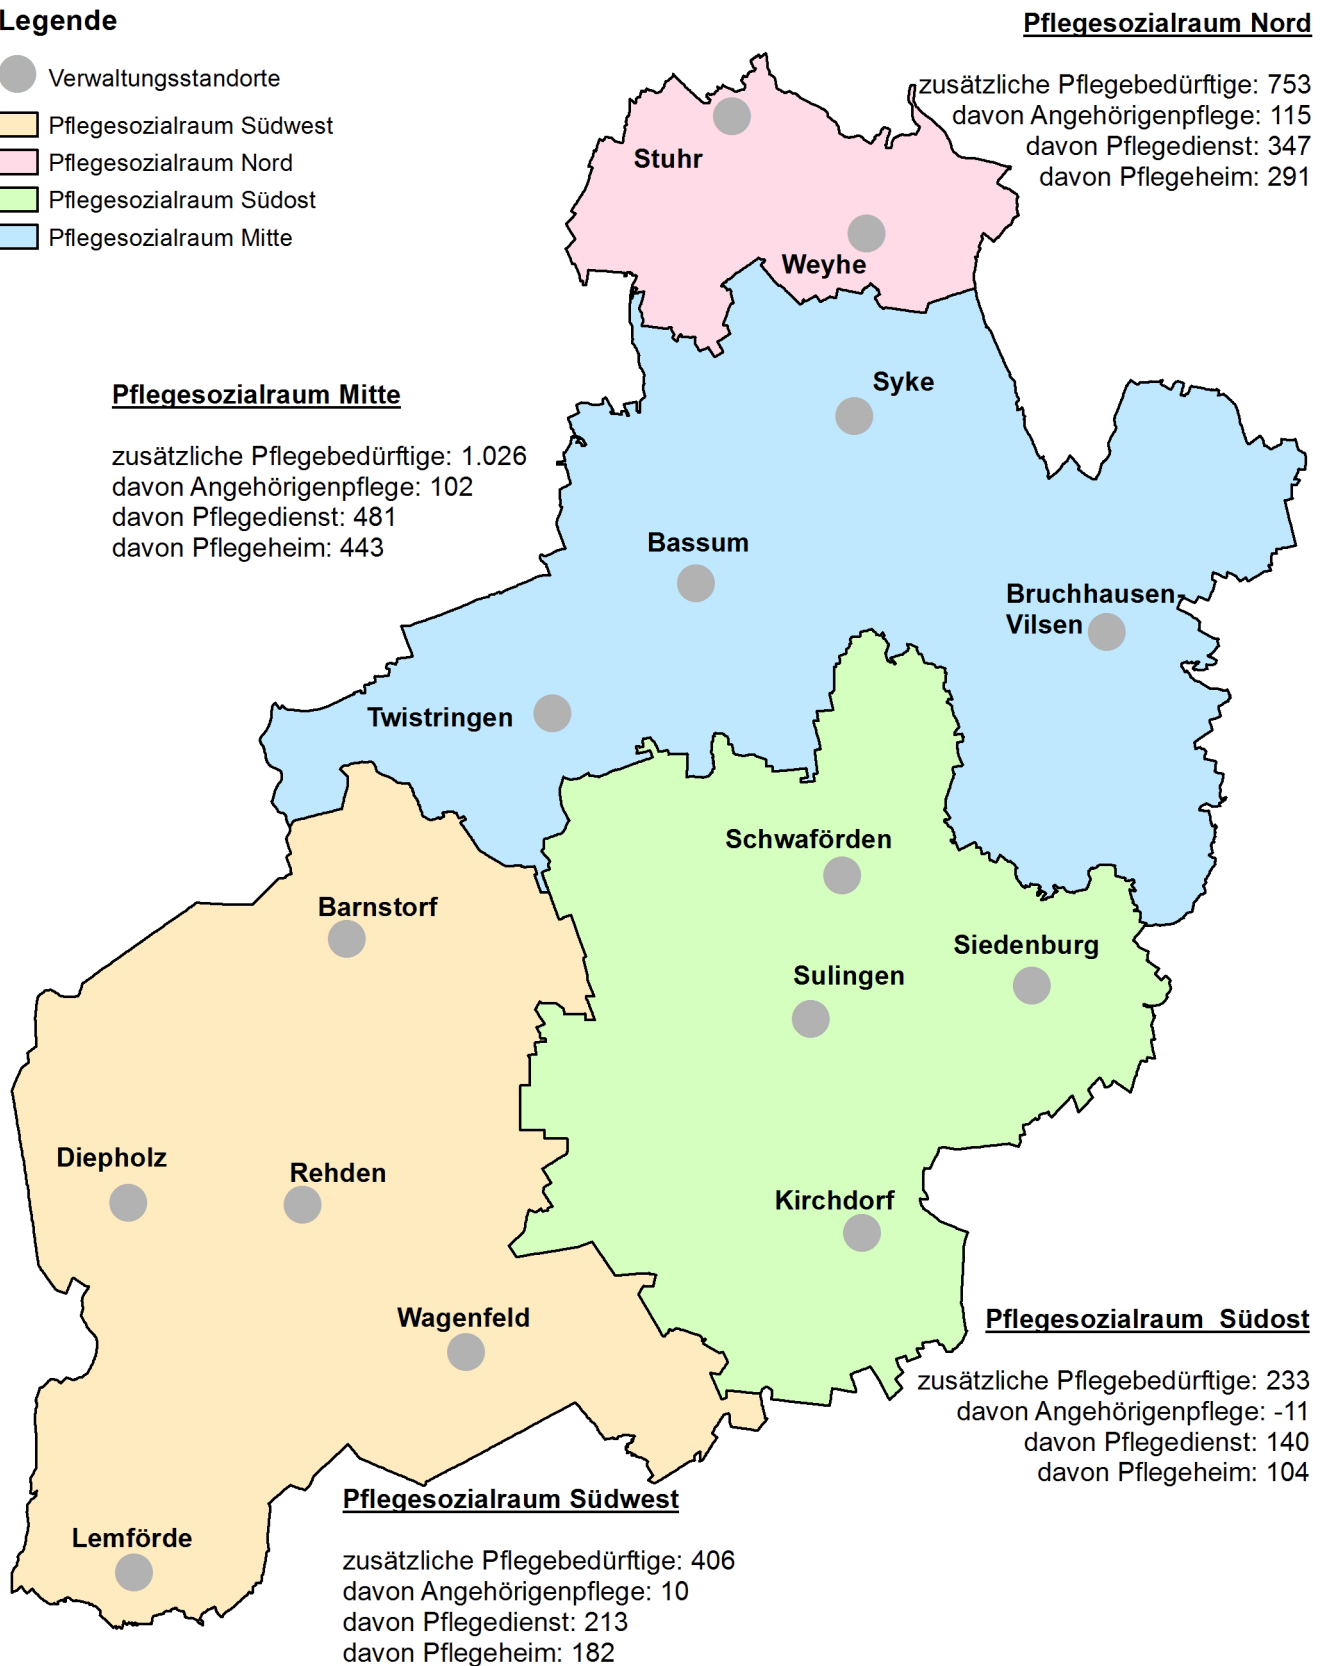 Legende
Verwaltungsstandorte
Pflegesozialraum Südwest
Pflegesozialraum Nord
Pflegesozialraum Südost
Pflegesozialraum Mitte
Pflegesozialraum Nord
zusätzliche Pflegebedürftige: 753
davon Angehörigenpflege: 115
davon Pflegedienst: 347
davon Pflegeheim: 291
Stuhr
Weyhe
Pflegesozialraum Mitte
zusätzliche Pflegebedürftige: 1.026
davon Angehörigenpflege: 102
davon Pflegedienst: 481
davon Pflegeheim: 443
Syke
Bassum
Bruchhausen-
Vilsen
Twistringen
Schwaförden
Barnstorf
Siedenburg
Sulingen
Diepholz
Rehden
Kirchdorf
Wagenfeld
Pflegesozialraum  Südost
zusätzliche Pflegebedürftige: 233
davon Angehörigenpflege: -11
davon Pflegedienst: 140
davon Pflegeheim: 104
Lemförde
Pflegesozialraum Südwest
zusätzliche Pflegebedürftige: 406
davon Angehörigenpflege: 10
davon Pflegedienst: 213
davon Pflegeheim: 182